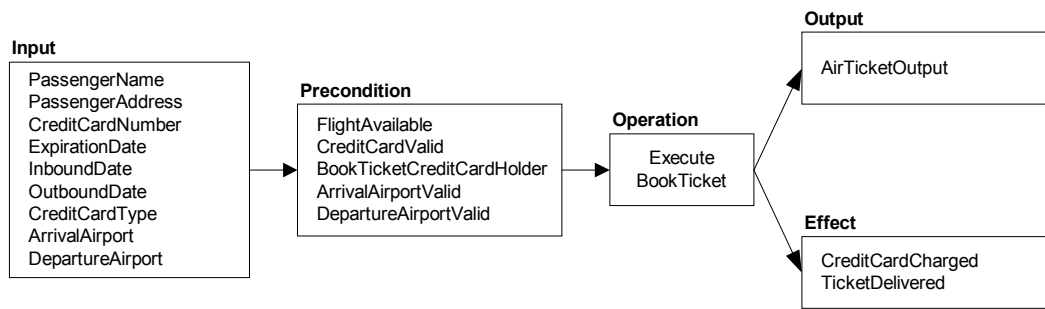 Input
PassengerName
PassengerAddress
CreditCardNumber
ExpirationDate
InboundDate
OutboundDate
CreditCardType
ArrivalAirport
DepartureAirport
Precondition
FlightAvailable
CreditCardValid
BookTicketCreditCardHolder
ArrivalAirportValid
DepartureAirportValid
Operation
Execute
BookTicket
Output
AirTicketOutput
Effect
CreditCardCharged
TicketDelivered